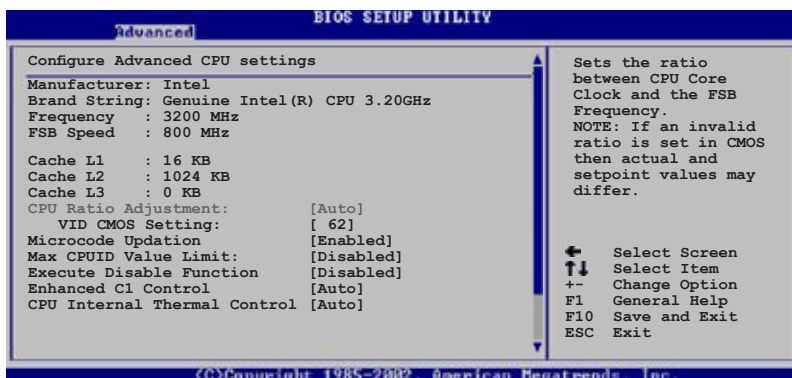 BIOS SETUP UTILITY
Advanced
Configure Advanced CPU settings
Manufacturer: Intel
Brand String: Genuine Intel(R) CPU 3.20GHz
Frequency : 3200 MHz
FSB Speed : 800 MHz
Cache L1 : 16 KB
Cache L2 : 1024 KB
Cache L3 : 0 KB
CPU Ratio Adjustment: [Auto]
VID CMOS Setting: [ 62]
Microcode Updation [Enabled]
Max CPUID Value Limit: [Disabled]
Execute Disable Function [Disabled]
Enhanced C1 Control [Auto]
CPU Internal Thermal Control [Auto]
Sets the ratio
between CPU Core
Clock and the FSB
Frequency.
NOTE: If an invalid
ratio is set in CMOS
then actual and
setpoint values may
differ.
← Select Screen
↑↓ Select Item
+- Change Option
F1 General Help
F10 Save and Exit
ESC Exit
(C)Copyright 1985-2002, American Megatrends, Inc.